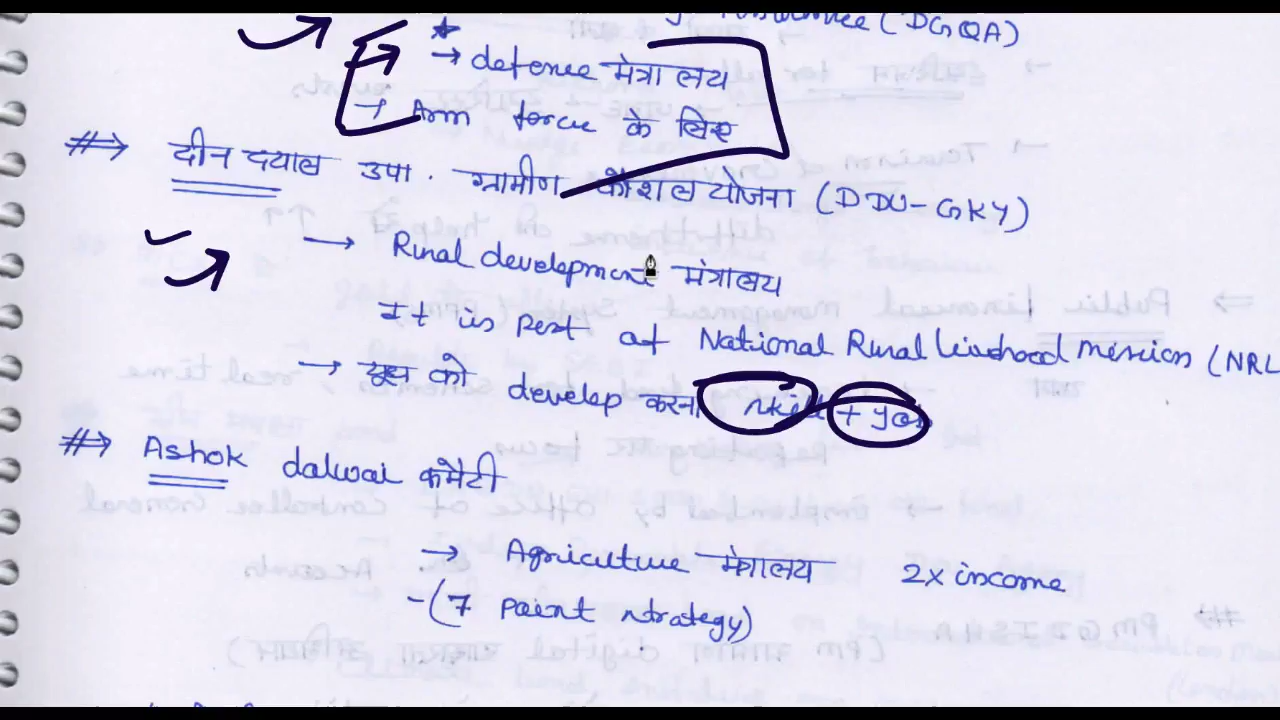 (DGQA)
→ defence मंत्रालय
→ Arm force के लिए
#⇒ दीन दयाल उपा. ग्रामीण कौशल योजना (DDU-GKY)
→ Rural development मंत्रालय
It is part of National Rural livelihood mission (NRL
→ को develop करना skill +
#⇒ Ashok dalwai कमेटी
→ Agriculture मंत्रालय 2x income
-(7 point strategy)